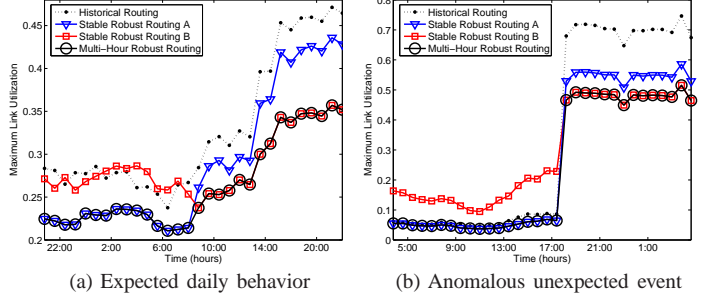 Historical Routing
Stable Robust Routing A
Stable Robust Routing B
Multi−Hour Robust Routing
Maximum Link Utilization
0.45
0.4
0.35
0.3
0.25
0.2
22:00 2:00 6:00 10:00 14:00 20:00
Time (hours)
(a) Expected daily behavior
Historical Routing
Stable Robust Routing A
Stable Robust Routing B
Multi−Hour Robust Routing
Maximum Link Utilization
0.8
0.7
0.6
0.5
0.4
0.3
0.2
0.1
0
5:00 9:00 13:00 17:00 21:00 1:00
Time (hours)
(b) Anomalous unexpected event